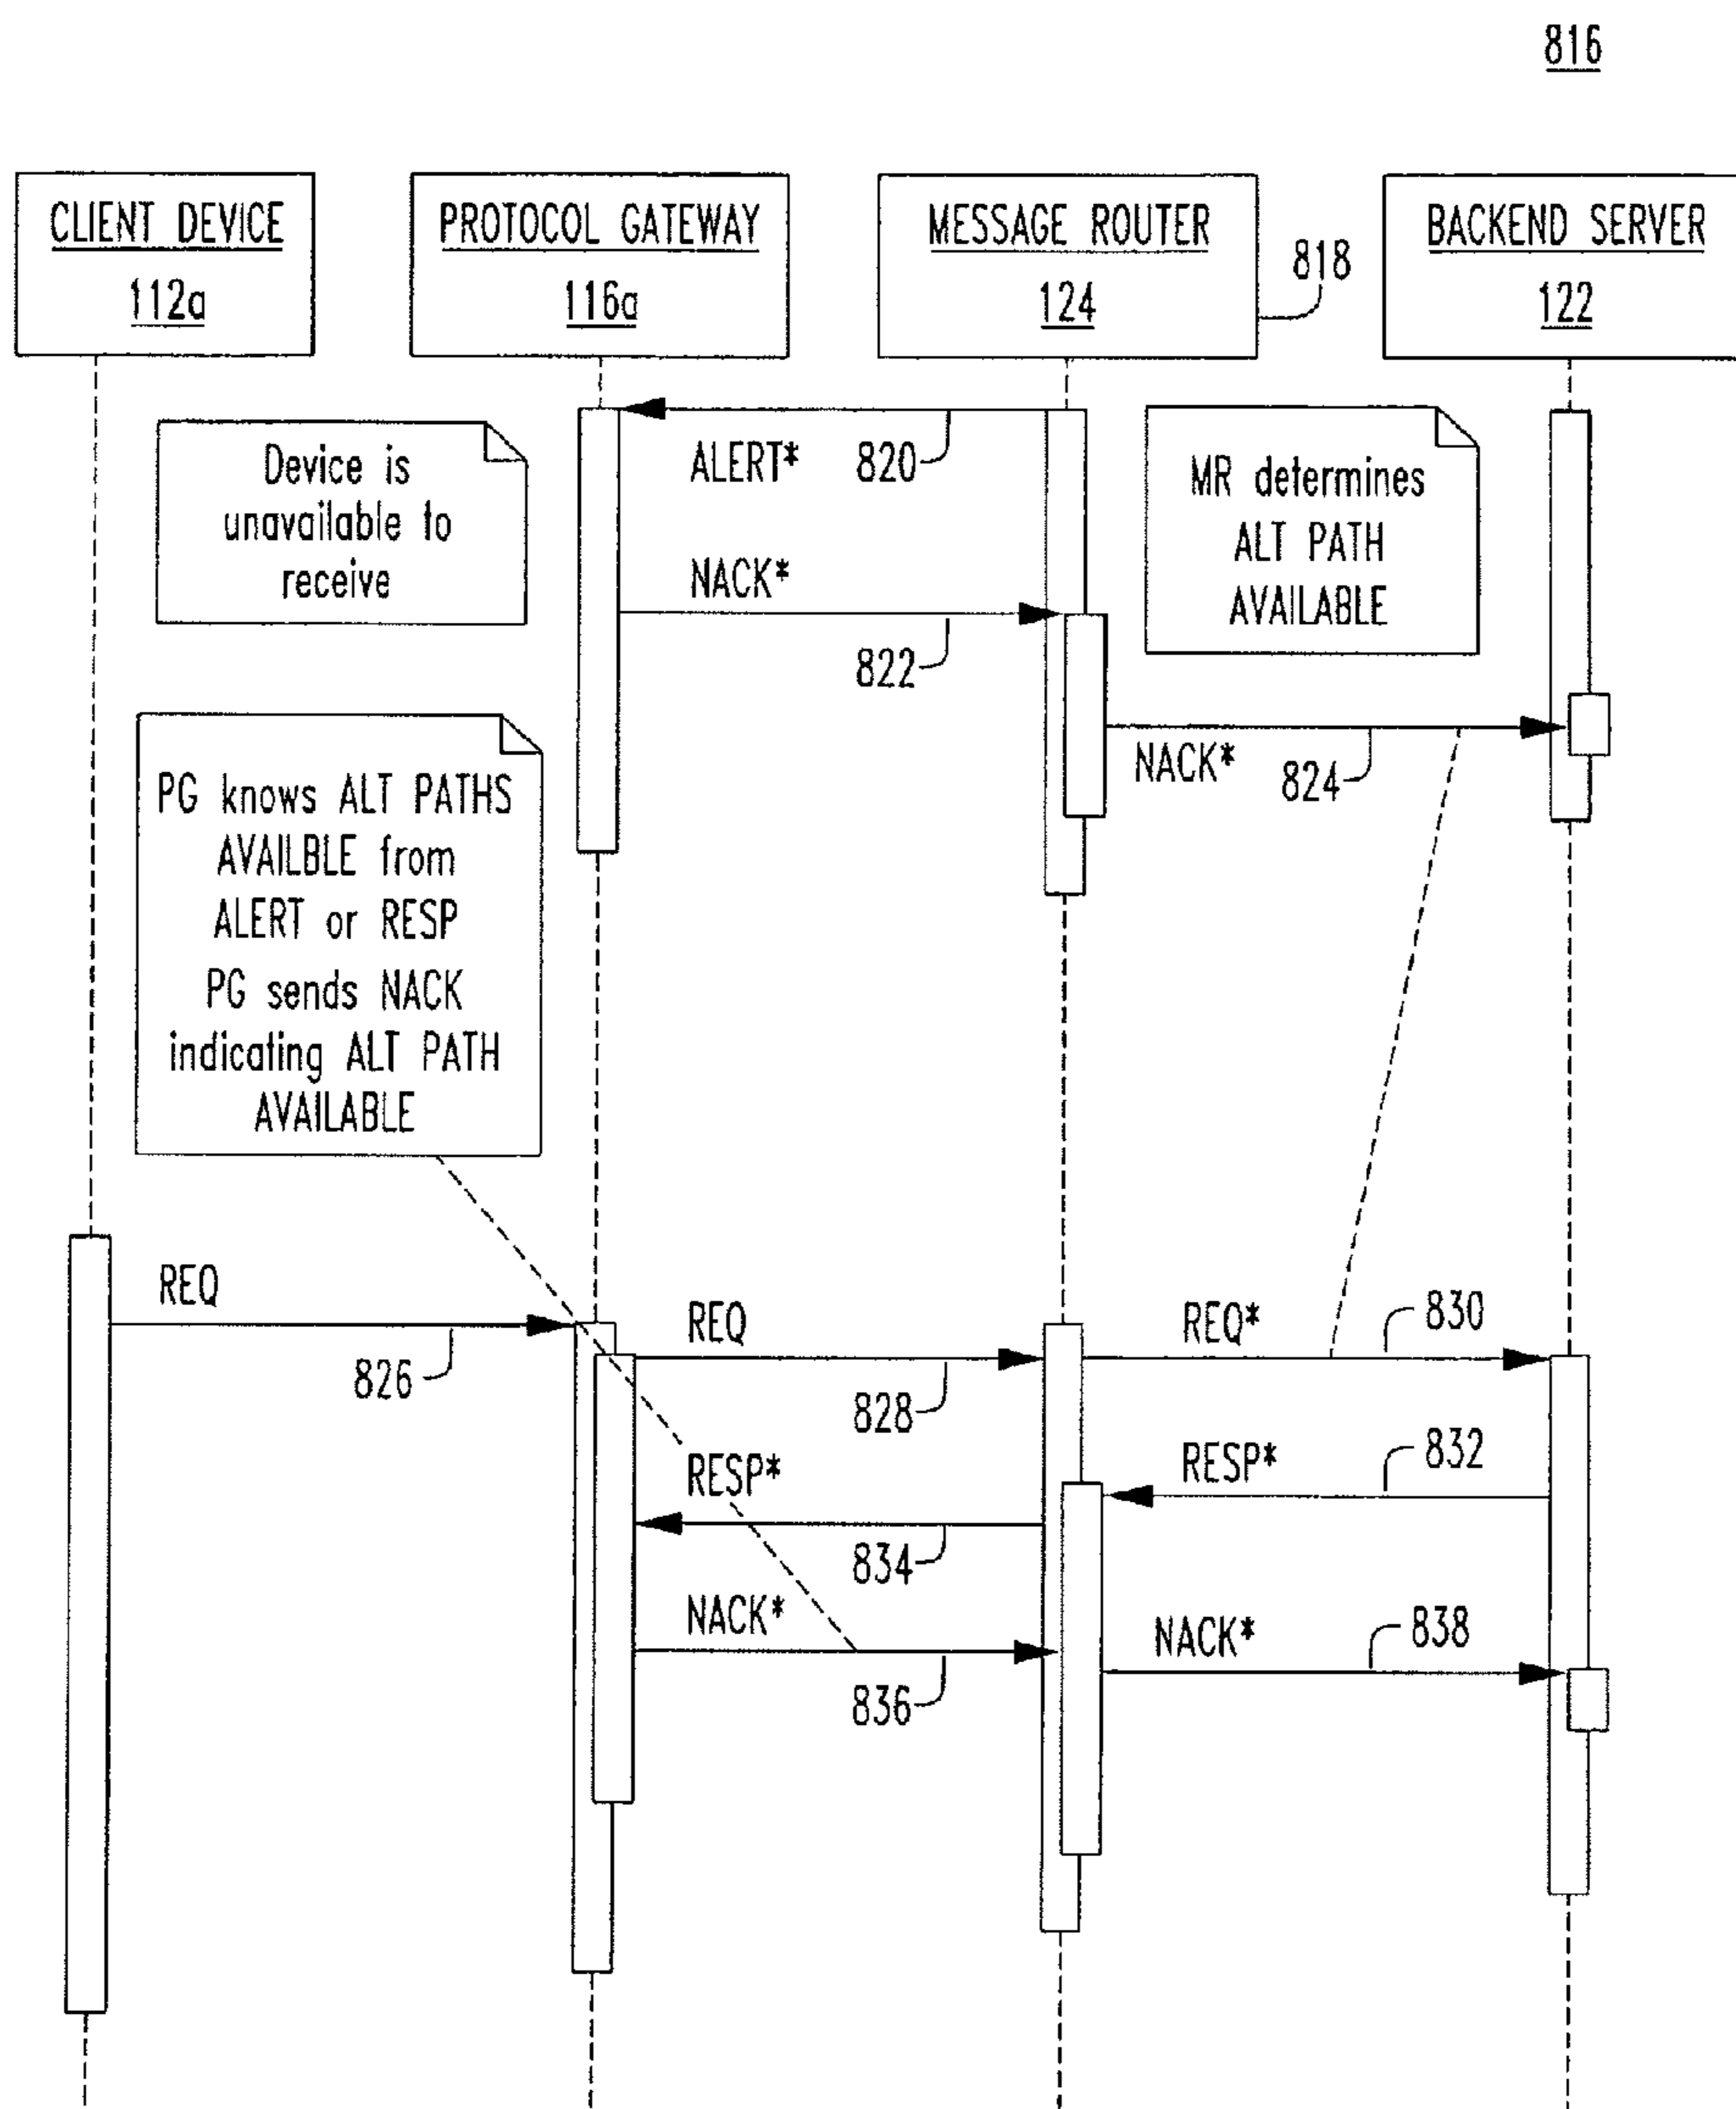 816
CLIENT DEVICE
112a
PROTOCOL GATEWAY
116a
MESSAGE ROUTER
124
818
BACKEND SERVER
122
Device is
unavailable to
receive
ALERT*
820
MR determines
ALT PATH
AVAILABLE
NACK*
822
NACK*
824
PG knows ALT PATHS
AVAILBLE from
ALERT or RESP
PG sends NACK
indicating ALT PATH
AVAILABLE
REQ
826
REQ
828
REQ*
830
RESP*
832
RESP*
834
NACK*
836
NACK*
838